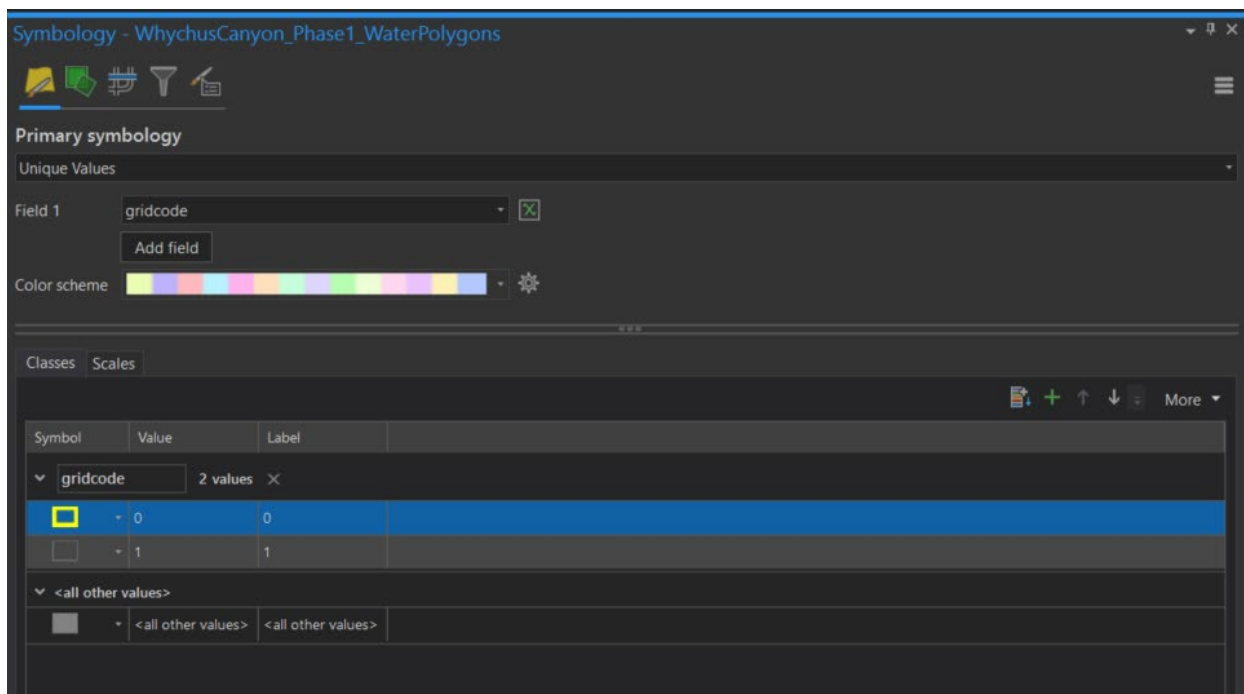 Symbology - WhychusCanyon_Phase1_WaterPolygons
Primary symbology
Unique Values
Field 1 gridcode
Add field
Color scheme
Classes Scales
More
Symbol Value Label
gridcode 2 values
0 0
1 1
<all other values>
<all other values> <all other values>